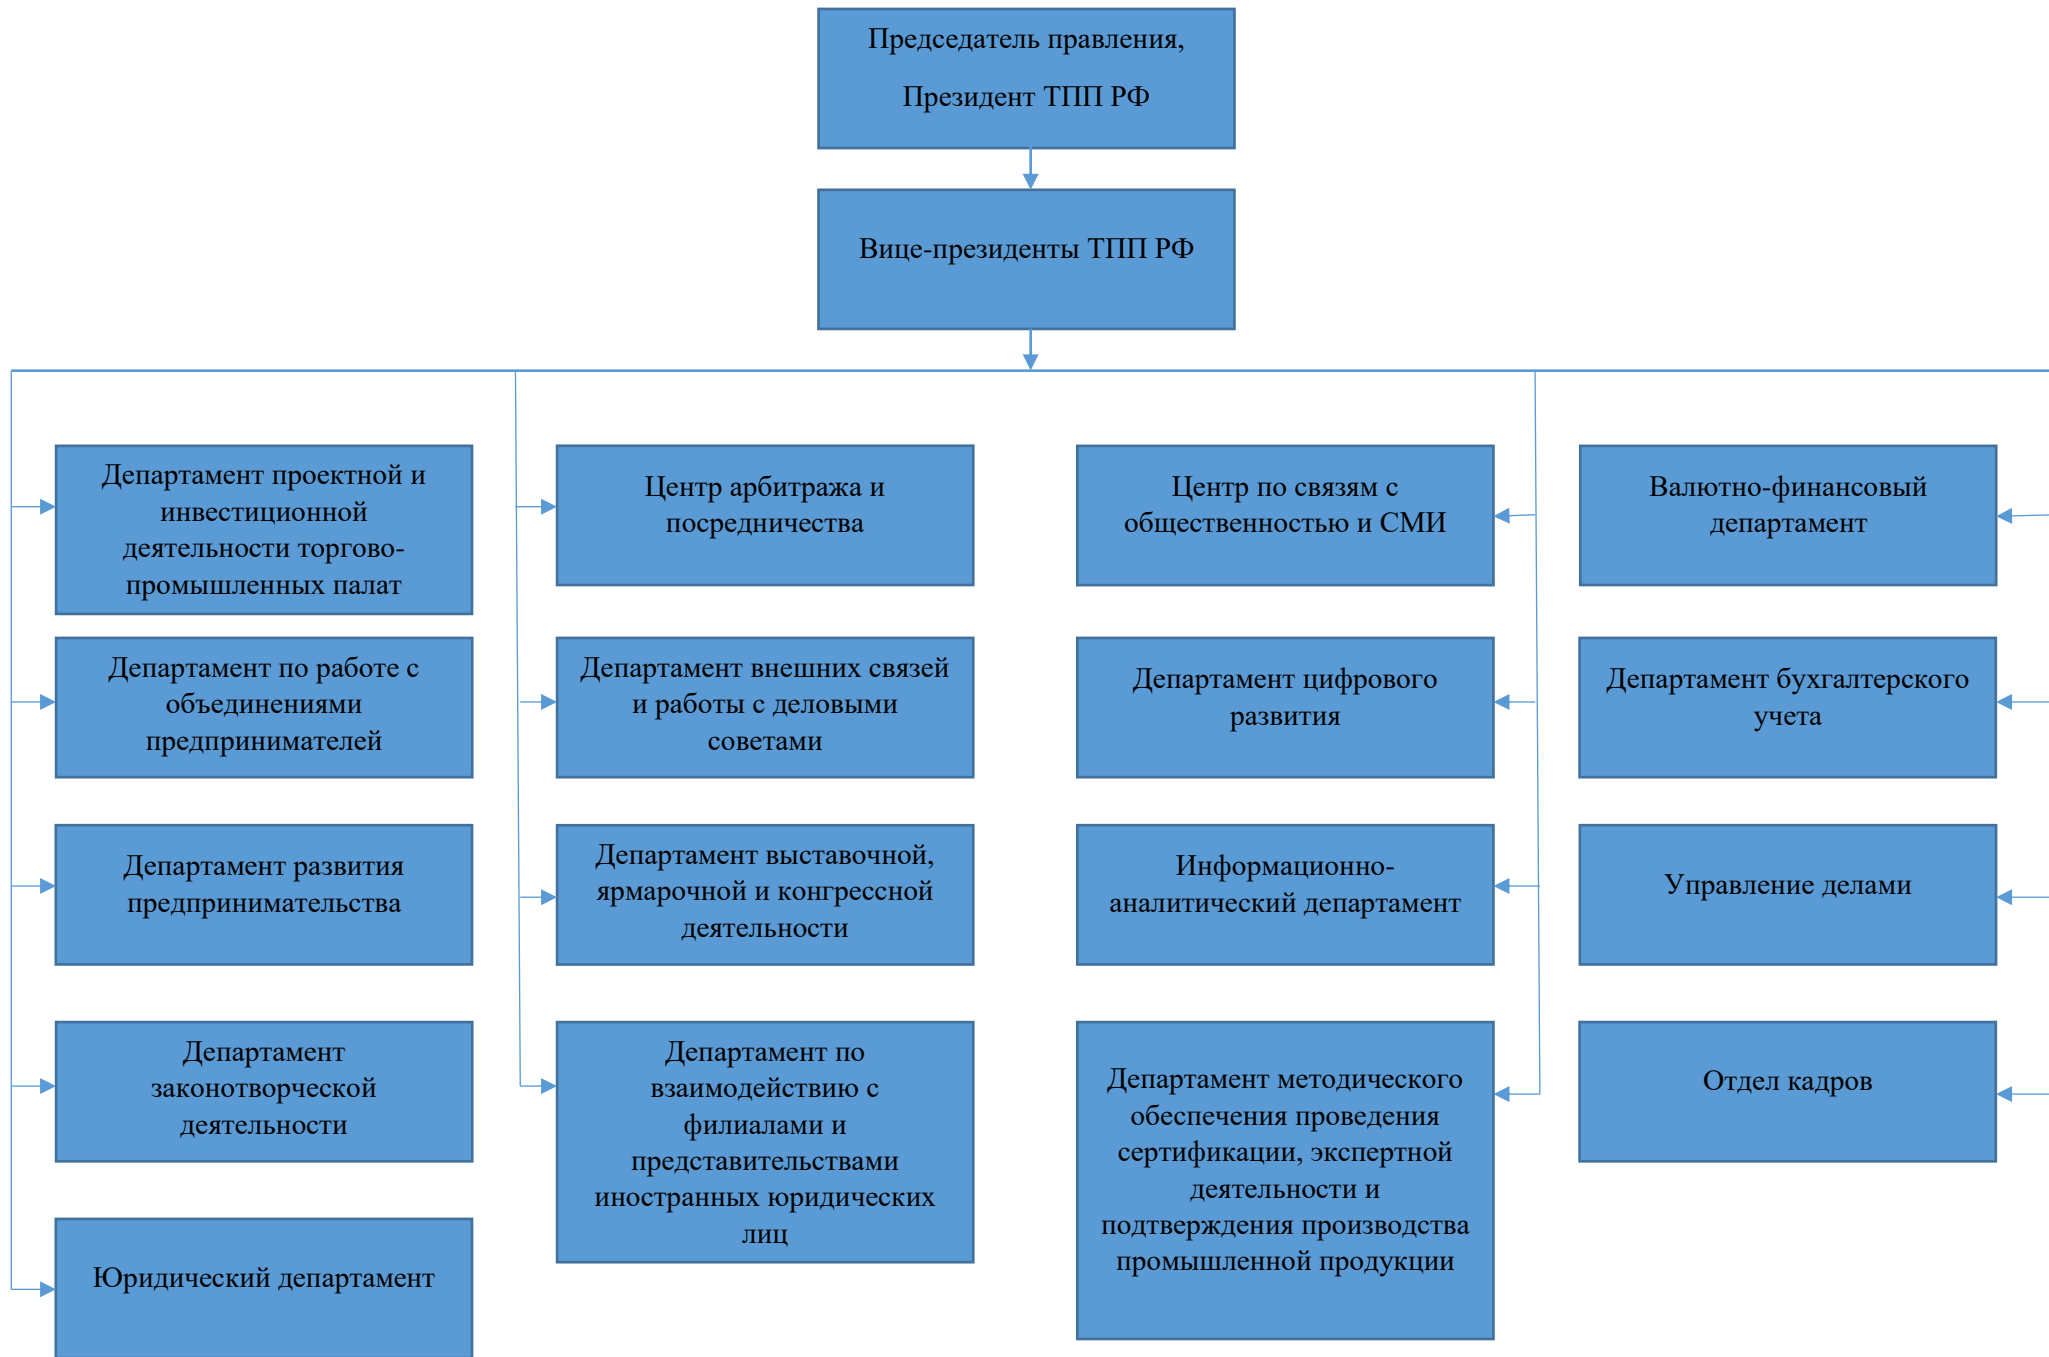 Председатель правления,
Президент ТПП РФ
Вице-президенты ТПП РФ
Департамент проектной и
инвестиционной
деятельности торгово-
промышленных палат
Центр арбитража и
посредничества
Центр по связям с
общественностью и СМИ
Валютно-финансовый
департамент
Департамент по работе с
объединениями
предпринимателей
Департамент внешних связей
и работы с деловыми
советами
Департамент цифрового
развития
Департамент бухгалтерского
учета
Департамент развития
предпринимательства
Департамент выставочной,
ярмарочной и конгрессной
деятельности
Информационно-
аналитический департамент
Управление делами
Департамент
законотворческой
деятельности
Департамент по
взаимодействию с
филиалами и
представительствами
иностранных юридических
лиц
Департамент методического
обеспечения проведения
сертификации, экспертной
деятельности и
подтверждения производства
промышленной продукции
Отдел кадров
Юридический департамент